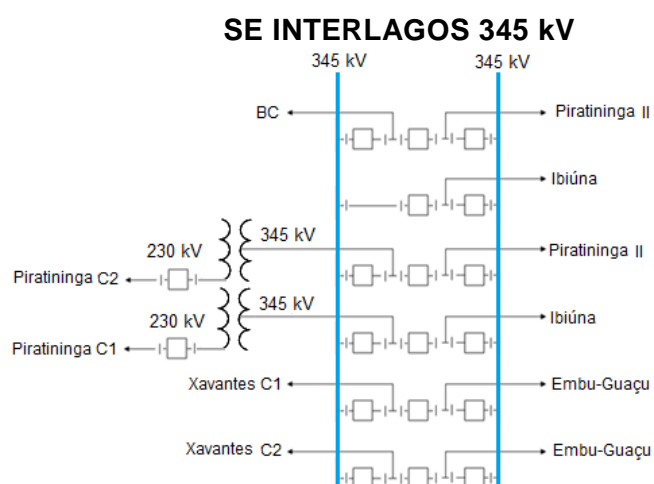 SE INTERLAGOS 345 kV
345 kV 345 kV
BC Piratininga II
Ibiúna
345 kV
230 kV Piratininga II
Piratininga C2
345 kV
230 kV Ibiúna
Piratininga C1
Xavantes C1 Embu-Guaçu
Xavantes C2 Embu-Guaçu